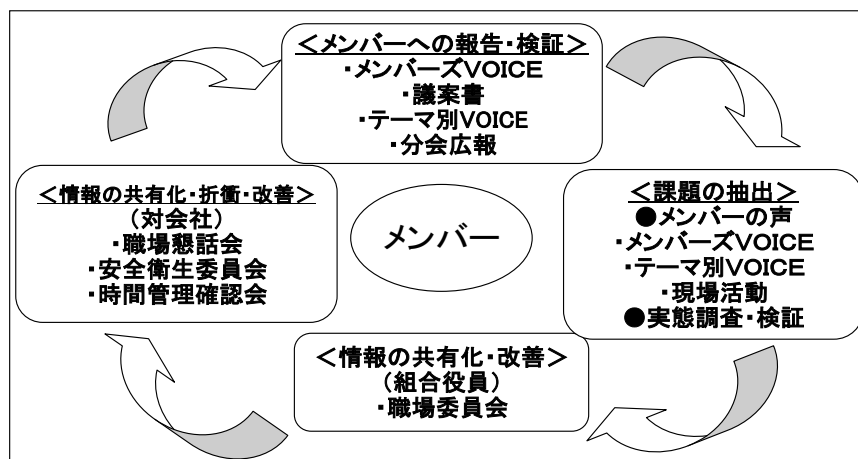 ＜メンバーへの報告・検証＞
・メンバーズVOICE
・議案書
・テーマ別VOICE
・分会広報
＜情報の共有化・折衝・改善＞
（対会社）
・職場懇話会
・安全衛生委員会
・時間管理確認会
メンバー
＜課題の抽出＞
●メンバーの声
・メンバーズVOICE
・テーマ別VOICE
・現場活動
●実態調査・検証
＜情報の共有化・改善＞
（組合役員）
・職場委員会